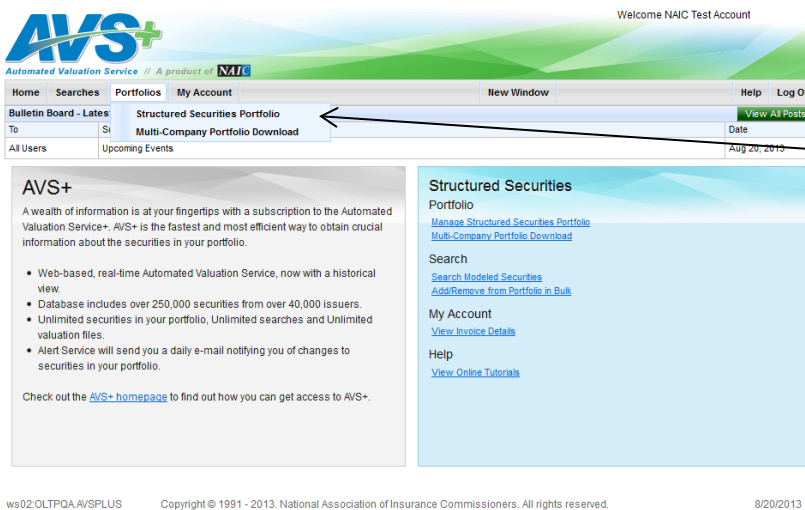 Welcome NAIC Test Account
AVS+
Automated Valuation Service // A product of NAIC
Home Searches Portfolios My Account New Window Help
Bulletin Board - View All Posts
Structured Securities Portfolio
Multi-Company Portfolio Download
To Date
All Users Upcoming Events Aug 20, 2013
AVS+
A wealth of information is at your fingertips with a subscription to the Automated
Valuation Service+. AVS+ is the fastest and most efficient way to obtain crucial
information about the securities in your portfolio.
• Web-based, real-time Automated Valuation Service, now with a historical
view.
• Database includes over 250,000 securities from over 40,000 issuers.
• Unlimited securities in your portfolio, Unlimited searches and Unlimited
valuation files.
• Alert Service will send you a daily e-mail notifying you of changes to
securities in your portfolio.
Check out the AVS+ homepage to find out how you can get access to AVS+.
Structured Securities
Portfolio
Manage Structured Securities Portfolio
Multi-Company Portfolio Download
Search
Search Modeled Securities
Add/Remove from Portfolio in Bulk
My Account
View Invoice Details
Help
View Online Tutorials
ws02:OLTPQA.AVSPLUS Copyright © 1991 - 2013. National Association of Insurance Commissioners. All rights reserved. 8/20/2013